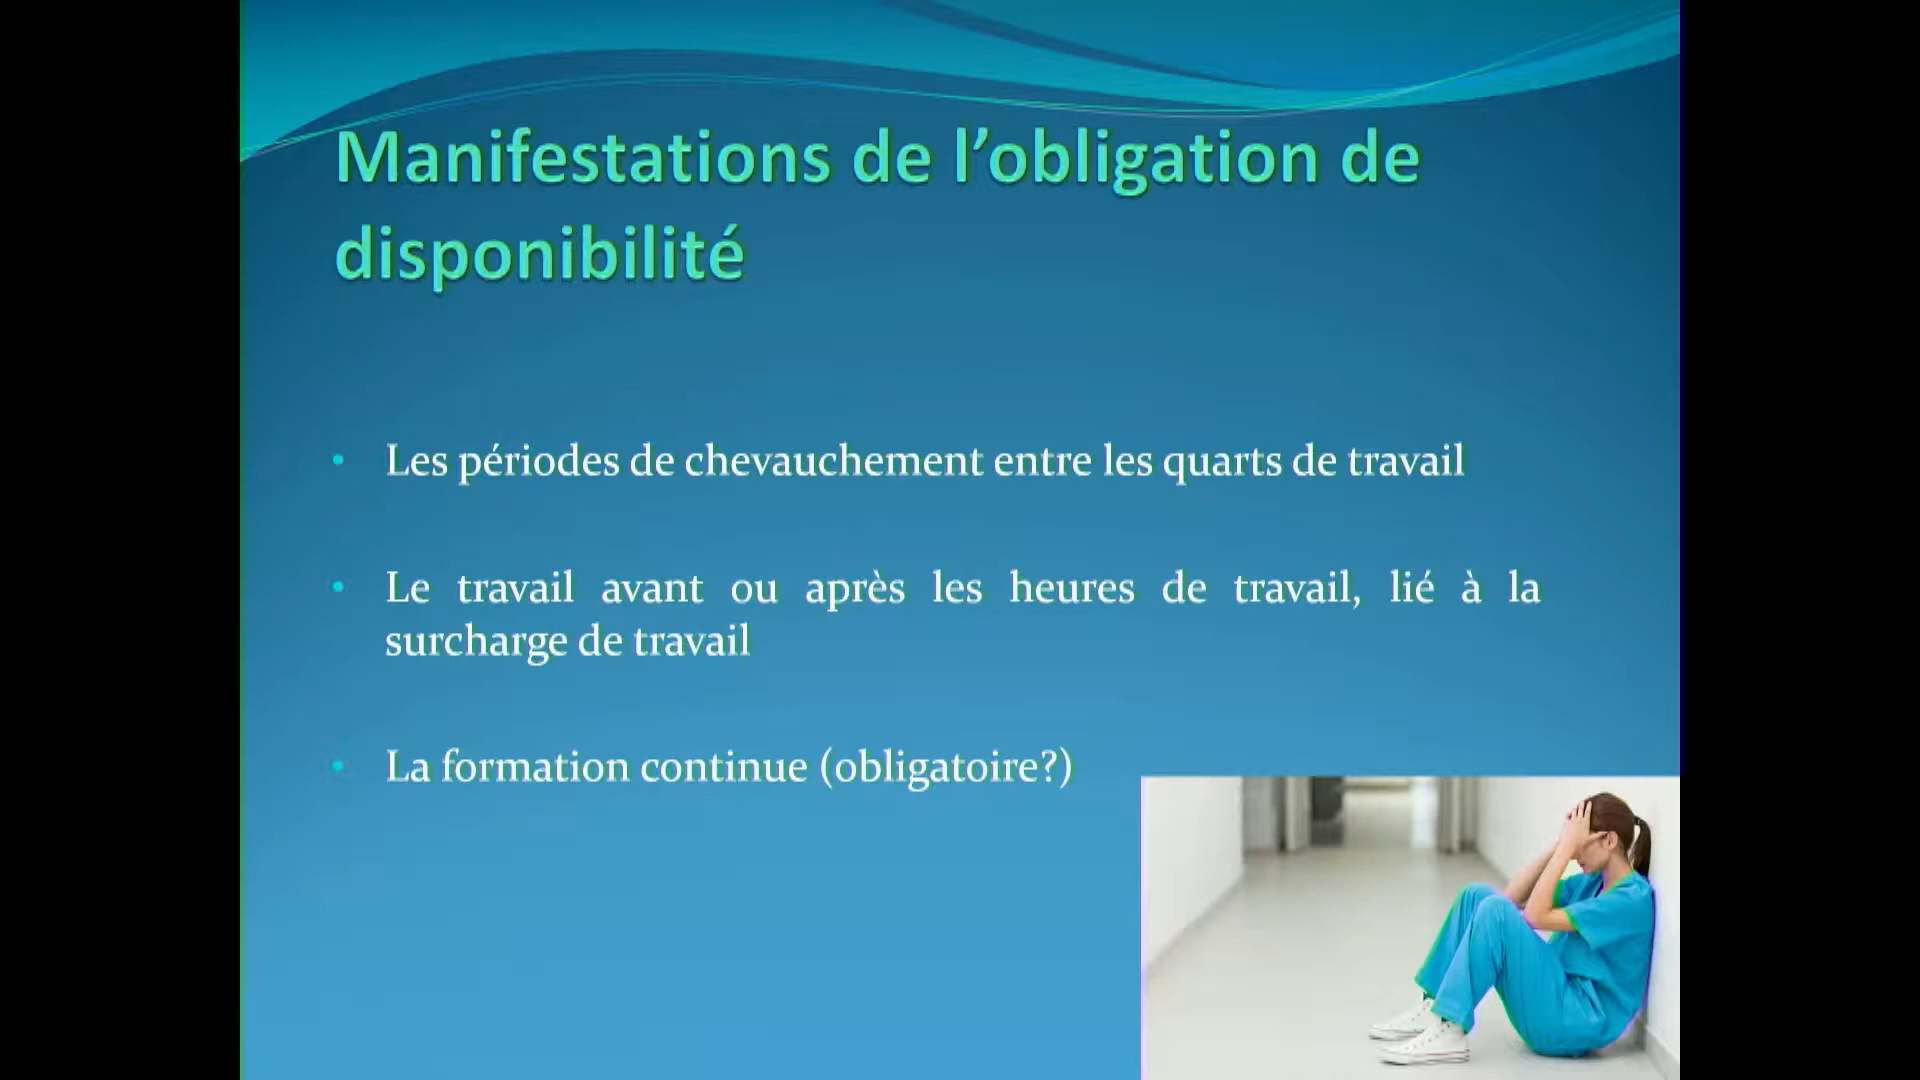 Manifestations de l’obligation de
disponibilité
• Les périodes de chevauchement entre les quarts de travail
• Le travail avant ou après les heures de travail, lié à la
surcharge de travail
• La formation continue (obligatoire?)